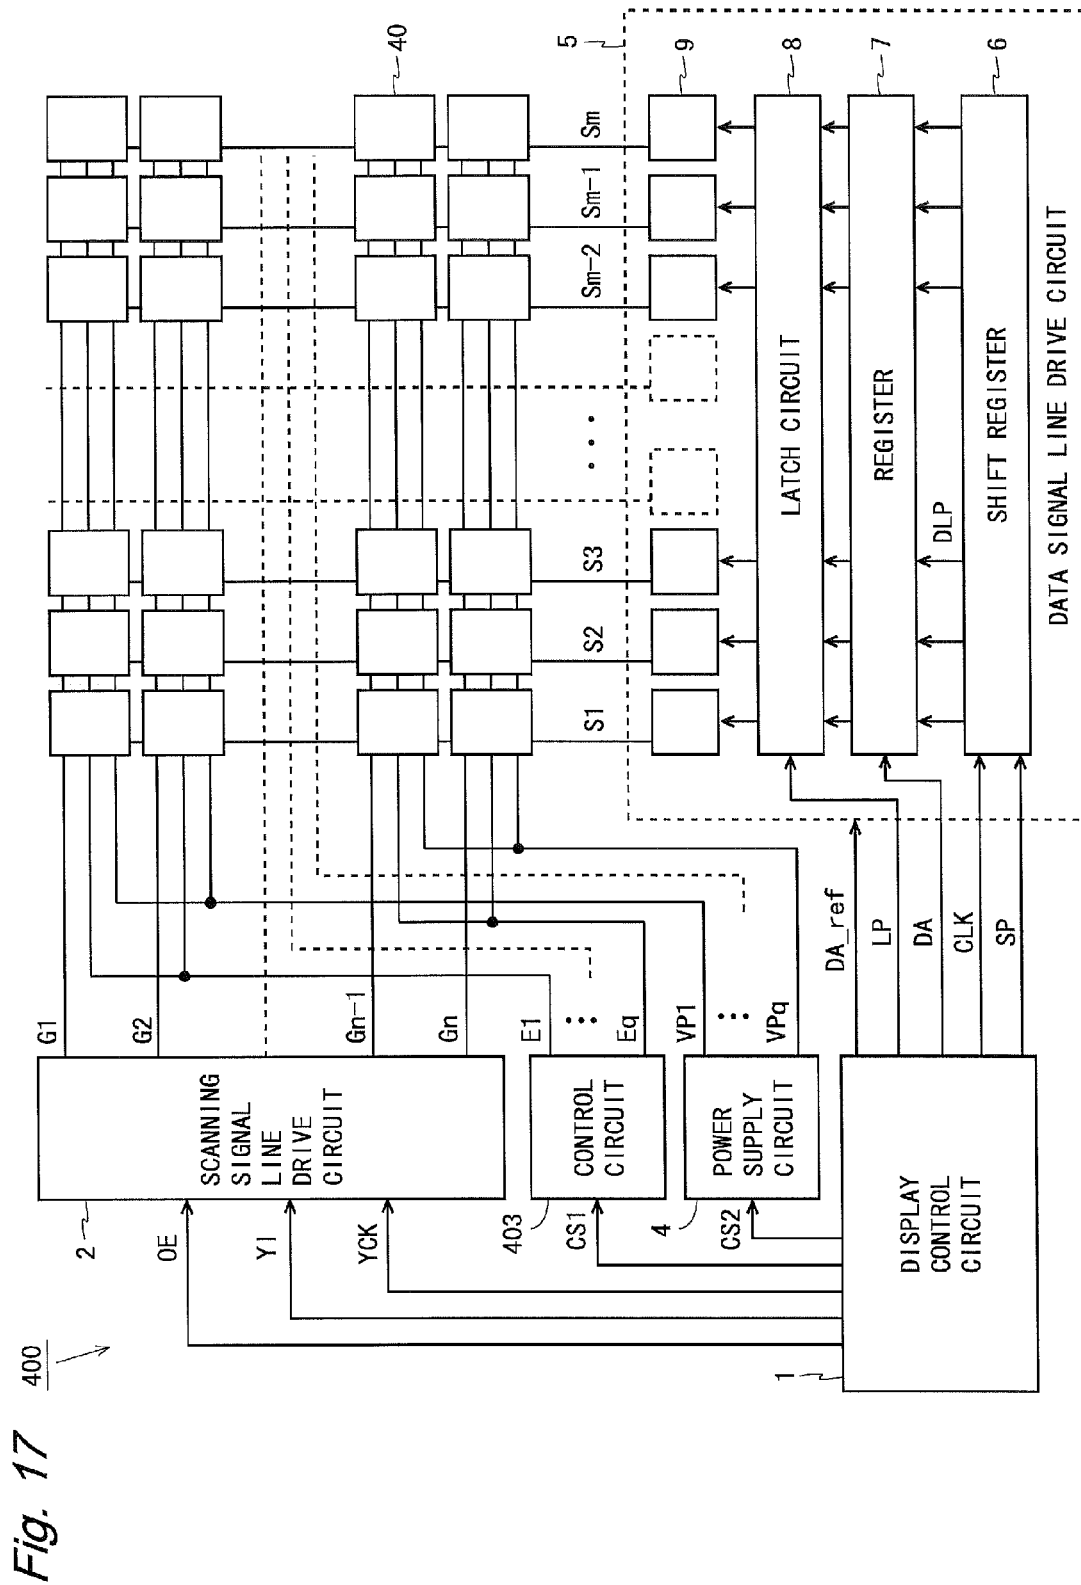 Fig. 17
400
2
OE
YI
YCK
SCANNING
SIGNAL
LINE
DRIVE
CIRCUIT
G1
G2
Gn-1
Gn
40
403
CS1
CONTROL
CIRCUIT
E1
Eq
4
CS2
POWER
SUPPLY
CIRCUIT
VP1
VPq
1
DISPLAY
CONTROL
CIRCUIT
DA_ref
LP
DA
CLK
SP
S1
S2
S3
Sm-2
Sm-1
Sm
5
9
LATCH CIRCUIT
8
REGISTER
7
DLP
SHIFT REGISTER
6
DATA SIGNAL LINE DRIVE CIRCUIT